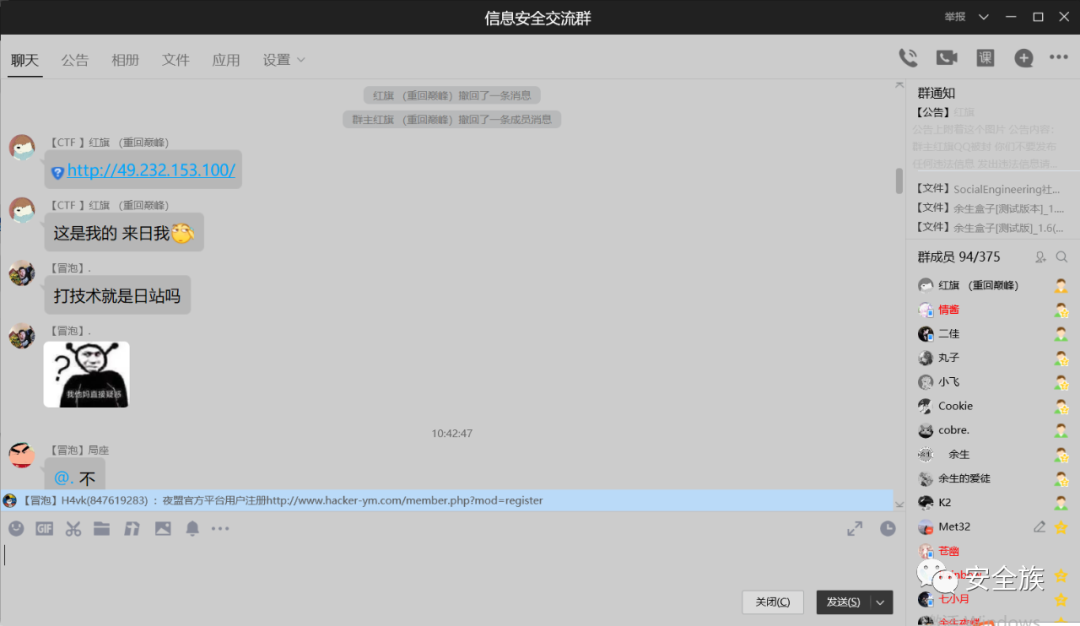 信息安全交流群
举报
聊天 公告 相册 文件 应用 设置
课
红旗 （重回巅峰）撤回了一条消息
群主红旗 （重回巅峰）撤回了一条成员消息
【CTF 】红旗 （重回巅峰）
http://49.232.153.100/
【CTF 】红旗 （重回巅峰）
这是我的 来日我
【冒泡】.
打技术就是日站吗
【冒泡】.
?
我他妈直接疑惑
10:42:47
【冒泡】局座
@. 不
【冒泡】H4vk(847619283) ：夜盟官方平台用户注册http://www.hacker-ym.com/member.php?mod=register
GIF
关闭(C) 发送(S)
群通知
【公告】红旗
公告上附着这个图片 公告内容:
群主红旗QQ被封 你们不要发布
任何违法信息 发出违法信息请...
【文件】SocialEngineering社...
【文件】余生盒子[测试版本]_1....
【文件】余生盒子[测试版]_1.6(...
群成员 94/375
红旗 （重回巅峰）
情酱
二佳
丸子
小飞
Cookie
cobre.
余生
余生的爱徒
K2
Met32
苍幽
安全族
七小月